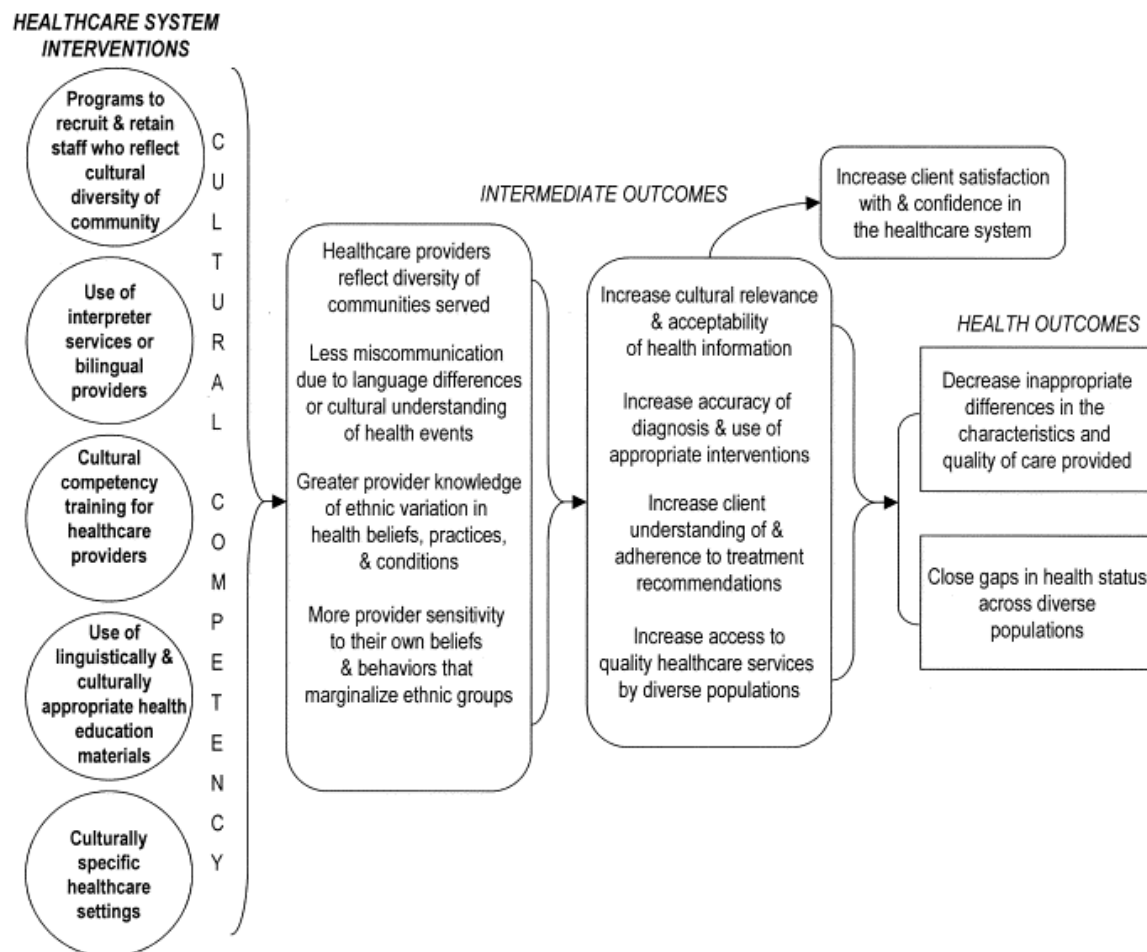 HEALTHCARE SYSTEM
INTERVENTIONS
Programs to
recruit & retain
staff who reflect
cultural
diversity of
community
Use of
interpreter
services or
bilingual
providers
Cultural
competency
training for
healthcare
providers
Use of
linguistically &
culturally
appropriate health
education
materials
Culturally
specific
healthcare
settings
CULTURAL COMPETENCY
INTERMEDIATE OUTCOMES
Healthcare providers
reflect diversity of
communities served
Less miscommunication
due to language differences
or cultural understanding
of health events
Greater provider knowledge
of ethnic variation in
health beliefs, practices,
& conditions
More provider sensitivity
to their own beliefs
& behaviors that
marginalize ethnic groups
Increase cultural relevance
& acceptability
of health information
Increase accuracy of
diagnosis & use of
appropriate interventions
Increase client
understanding of &
adherence to treatment
recommendations
Increase access to
quality healthcare services
by diverse populations
Increase client satisfaction
with & confidence in
the healthcare system
HEALTH OUTCOMES
Decrease inappropriate
differences in the
characteristics and
quality of care provided
Close gaps in health status
across diverse
populations